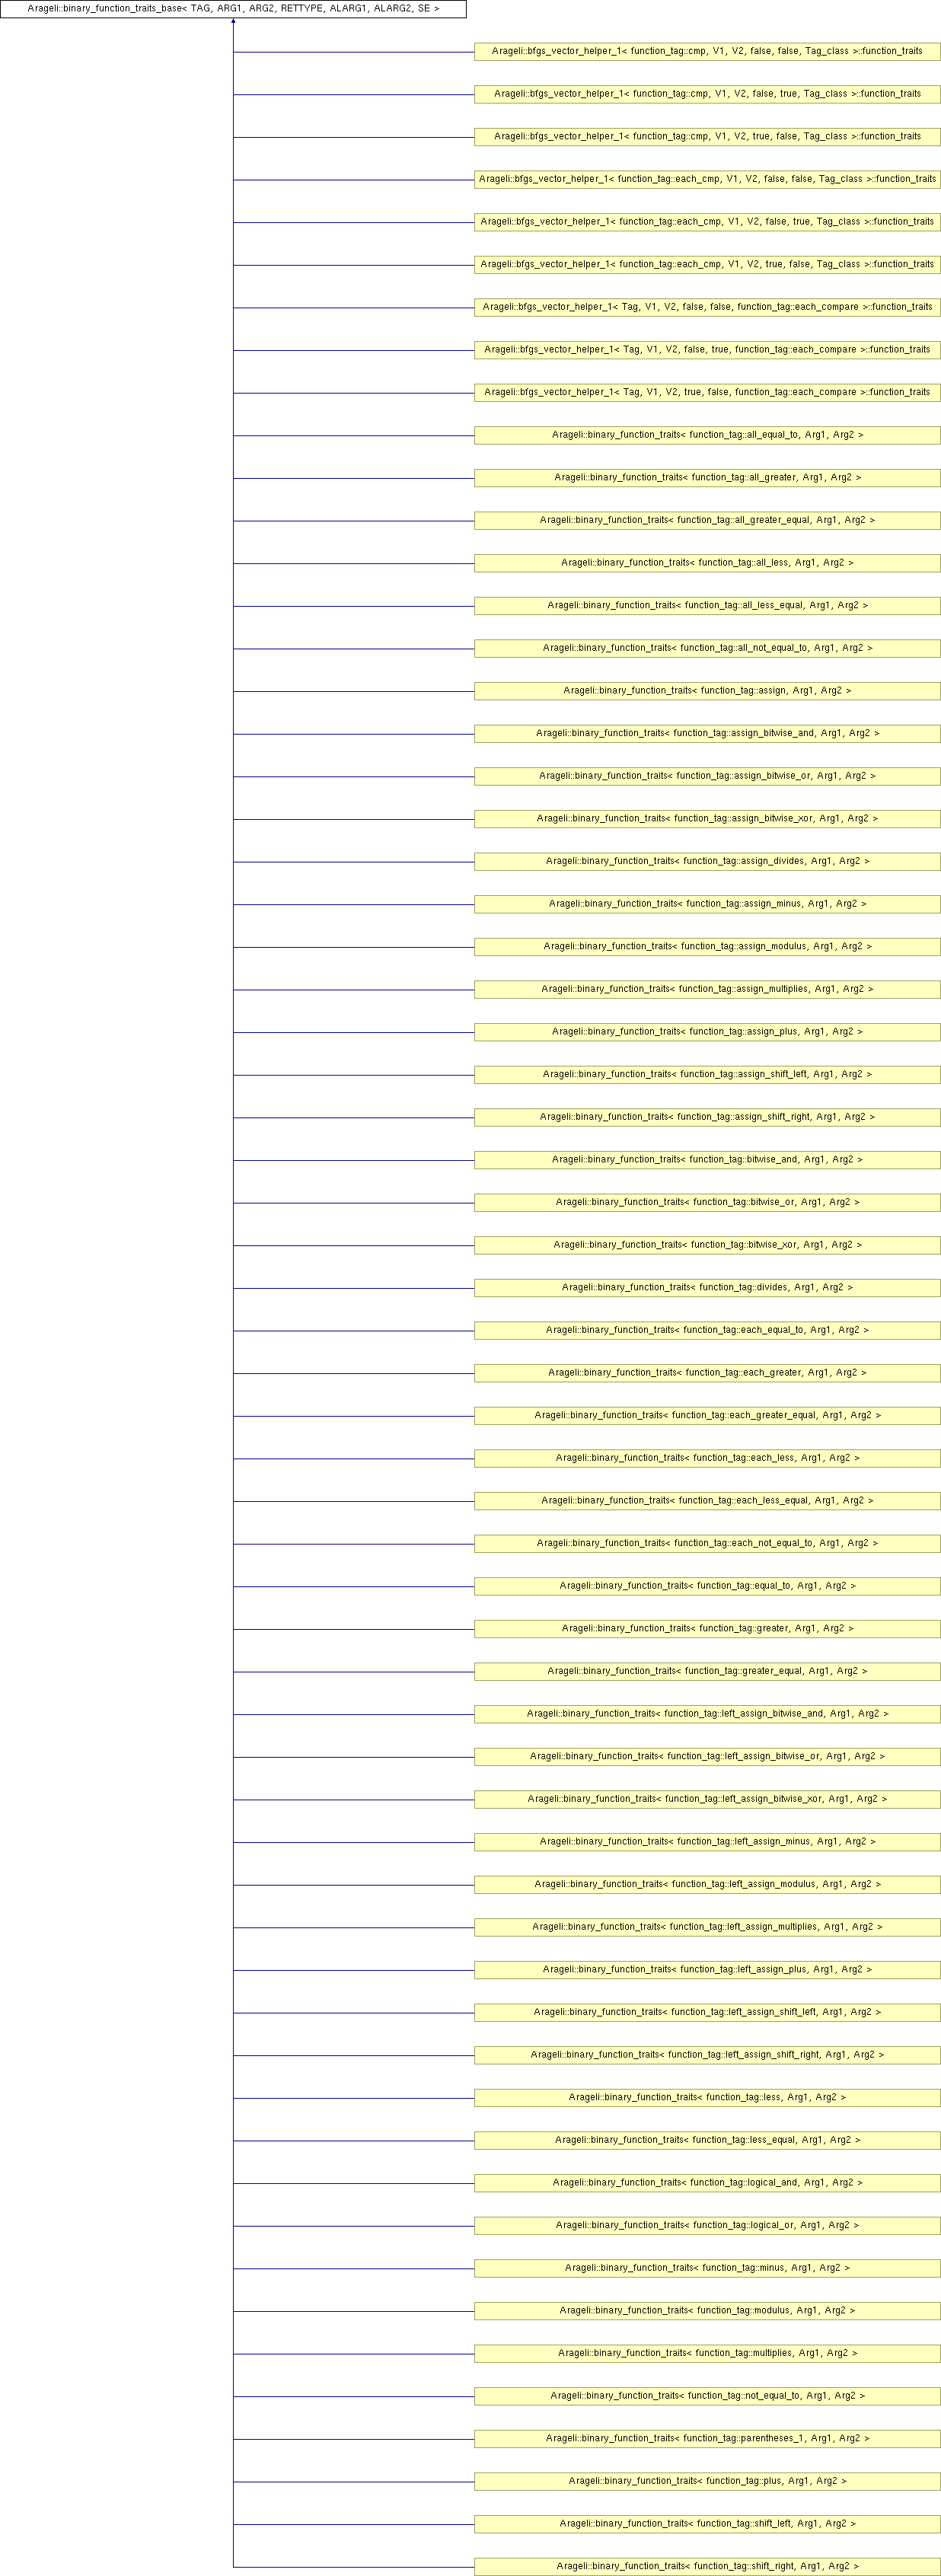 Arageli::binary_function_traits_base< TAG, ARG1, ARG2, RETTYPE, ALARG1, ALARG2, SE >
Arageli::bfgs_vector_helper_1< function_tag::cmp, V1, V2, false, false, Tag_class >::function_traits
Arageli::bfgs_vector_helper_1< function_tag::cmp, V1, V2, false, true, Tag_class >::function_traits
Arageli::bfgs_vector_helper_1< function_tag::cmp, V1, V2, true, false, Tag_class >::function_traits
Arageli::bfgs_vector_helper_1< function_tag::each_cmp, V1, V2, false, false, Tag_class >::function_traits
Arageli::bfgs_vector_helper_1< function_tag::each_cmp, V1, V2, false, true, Tag_class >::function_traits
Arageli::bfgs_vector_helper_1< function_tag::each_cmp, V1, V2, true, false, Tag_class >::function_traits
Arageli::bfgs_vector_helper_1< Tag, V1, V2, false, false, function_tag::each_compare >::function_traits
Arageli::bfgs_vector_helper_1< Tag, V1, V2, false, true, function_tag::each_compare >::function_traits
Arageli::bfgs_vector_helper_1< Tag, V1, V2, true, false, function_tag::each_compare >::function_traits
Arageli::binary_function_traits< function_tag::all_equal_to, Arg1, Arg2 >
Arageli::binary_function_traits< function_tag::all_greater, Arg1, Arg2 >
Arageli::binary_function_traits< function_tag::all_greater_equal, Arg1, Arg2 >
Arageli::binary_function_traits< function_tag::all_less, Arg1, Arg2 >
Arageli::binary_function_traits< function_tag::all_less_equal, Arg1, Arg2 >
Arageli::binary_function_traits< function_tag::all_not_equal_to, Arg1, Arg2 >
Arageli::binary_function_traits< function_tag::assign, Arg1, Arg2 >
Arageli::binary_function_traits< function_tag::assign_bitwise_and, Arg1, Arg2 >
Arageli::binary_function_traits< function_tag::assign_bitwise_or, Arg1, Arg2 >
Arageli::binary_function_traits< function_tag::assign_bitwise_xor, Arg1, Arg2 >
Arageli::binary_function_traits< function_tag::assign_divides, Arg1, Arg2 >
Arageli::binary_function_traits< function_tag::assign_minus, Arg1, Arg2 >
Arageli::binary_function_traits< function_tag::assign_modulus, Arg1, Arg2 >
Arageli::binary_function_traits< function_tag::assign_multiplies, Arg1, Arg2 >
Arageli::binary_function_traits< function_tag::assign_plus, Arg1, Arg2 >
Arageli::binary_function_traits< function_tag::assign_shift_left, Arg1, Arg2 >
Arageli::binary_function_traits< function_tag::assign_shift_right, Arg1, Arg2 >
Arageli::binary_function_traits< function_tag::bitwise_and, Arg1, Arg2 >
Arageli::binary_function_traits< function_tag::bitwise_or, Arg1, Arg2 >
Arageli::binary_function_traits< function_tag::bitwise_xor, Arg1, Arg2 >
Arageli::binary_function_traits< function_tag::divides, Arg1, Arg2 >
Arageli::binary_function_traits< function_tag::each_equal_to, Arg1, Arg2 >
Arageli::binary_function_traits< function_tag::each_greater, Arg1, Arg2 >
Arageli::binary_function_traits< function_tag::each_greater_equal, Arg1, Arg2 >
Arageli::binary_function_traits< function_tag::each_less, Arg1, Arg2 >
Arageli::binary_function_traits< function_tag::each_less_equal, Arg1, Arg2 >
Arageli::binary_function_traits< function_tag::each_not_equal_to, Arg1, Arg2 >
Arageli::binary_function_traits< function_tag::equal_to, Arg1, Arg2 >
Arageli::binary_function_traits< function_tag::greater, Arg1, Arg2 >
Arageli::binary_function_traits< function_tag::greater_equal, Arg1, Arg2 >
Arageli::binary_function_traits< function_tag::left_assign_bitwise_and, Arg1, Arg2 >
Arageli::binary_function_traits< function_tag::left_assign_bitwise_or, Arg1, Arg2 >
Arageli::binary_function_traits< function_tag::left_assign_bitwise_xor, Arg1, Arg2 >
Arageli::binary_function_traits< function_tag::left_assign_minus, Arg1, Arg2 >
Arageli::binary_function_traits< function_tag::left_assign_modulus, Arg1, Arg2 >
Arageli::binary_function_traits< function_tag::left_assign_multiplies, Arg1, Arg2 >
Arageli::binary_function_traits< function_tag::left_assign_plus, Arg1, Arg2 >
Arageli::binary_function_traits< function_tag::left_assign_shift_left, Arg1, Arg2 >
Arageli::binary_function_traits< function_tag::left_assign_shift_right, Arg1, Arg2 >
Arageli::binary_function_traits< function_tag::less, Arg1, Arg2 >
Arageli::binary_function_traits< function_tag::less_equal, Arg1, Arg2 >
Arageli::binary_function_traits< function_tag::logical_and, Arg1, Arg2 >
Arageli::binary_function_traits< function_tag::logical_or, Arg1, Arg2 >
Arageli::binary_function_traits< function_tag::minus, Arg1, Arg2 >
Arageli::binary_function_traits< function_tag::modulus, Arg1, Arg2 >
Arageli::binary_function_traits< function_tag::multiplies, Arg1, Arg2 >
Arageli::binary_function_traits< function_tag::not_equal_to, Arg1, Arg2 >
Arageli::binary_function_traits< function_tag::parentheses_1, Arg1, Arg2 >
Arageli::binary_function_traits< function_tag::plus, Arg1, Arg2 >
Arageli::binary_function_traits< function_tag::shift_left, Arg1, Arg2 >
Arageli::binary_function_traits< function_tag::shift_right, Arg1, Arg2 >